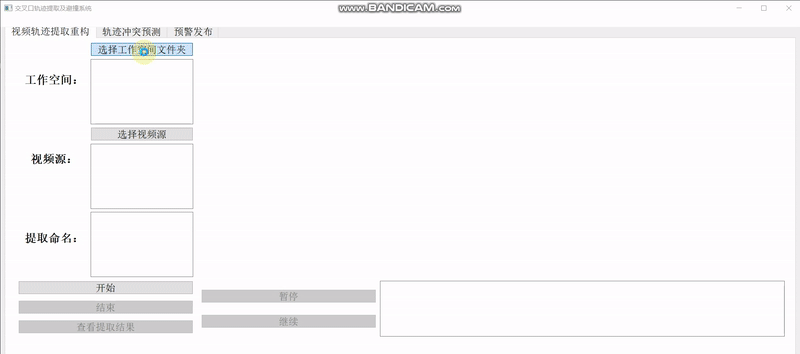 交叉口轨迹提取及避撞系统
WWW.BANDICAM.COM
视频轨迹提取重构 轨迹冲突预测 预警发布
选择工作空间文件夹
工作空间：
选择视频源
视频源：
提取命名：
开始
暂停
结束
继续
查看提取结果